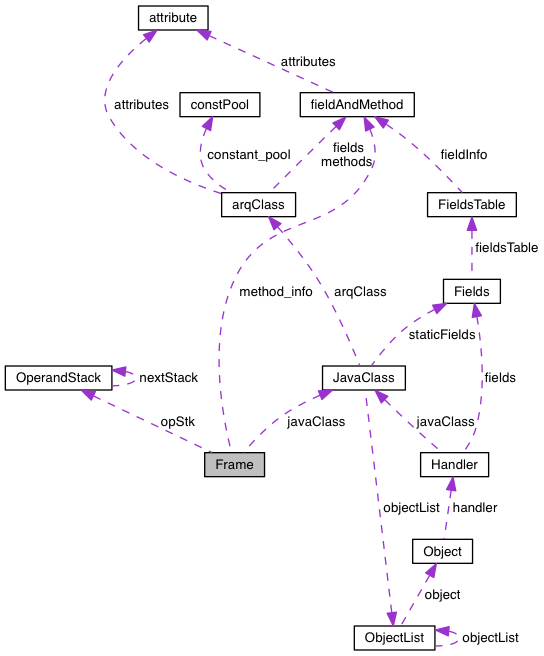 attribute
attributes
constPool
fieldAndMethod
attributes
constant_pool
fields
methods
fieldInfo
arqClass
FieldsTable
fieldsTable
method_info
arqClass
Fields
staticFields
OperandStack
nextStack
JavaClass
fields
opStk
javaClass
javaClass
Frame
Handler
objectList
handler
Object
object
ObjectList
objectList